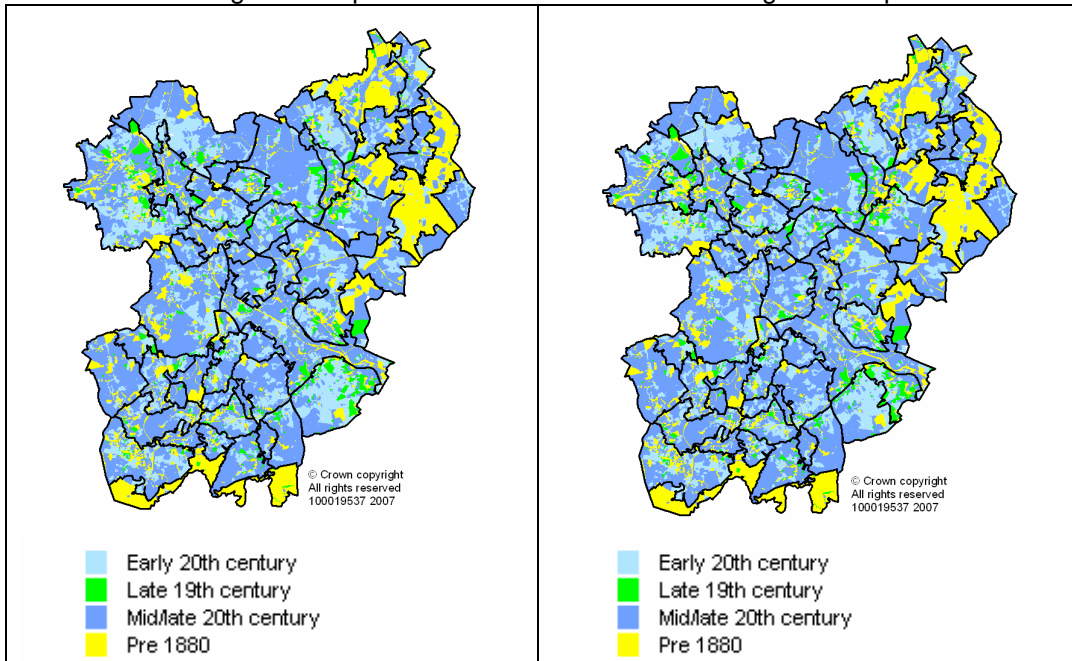 © Crown copyright
All rights reserved
100019537 2007
Early 20th century
Late 19th century
Mid/late 20th century
Pre 1880
© Crown copyright
All rights reserved
100019537 2007
Early 20th century
Late 19th century
Mid/late 20th century
Pre 1880